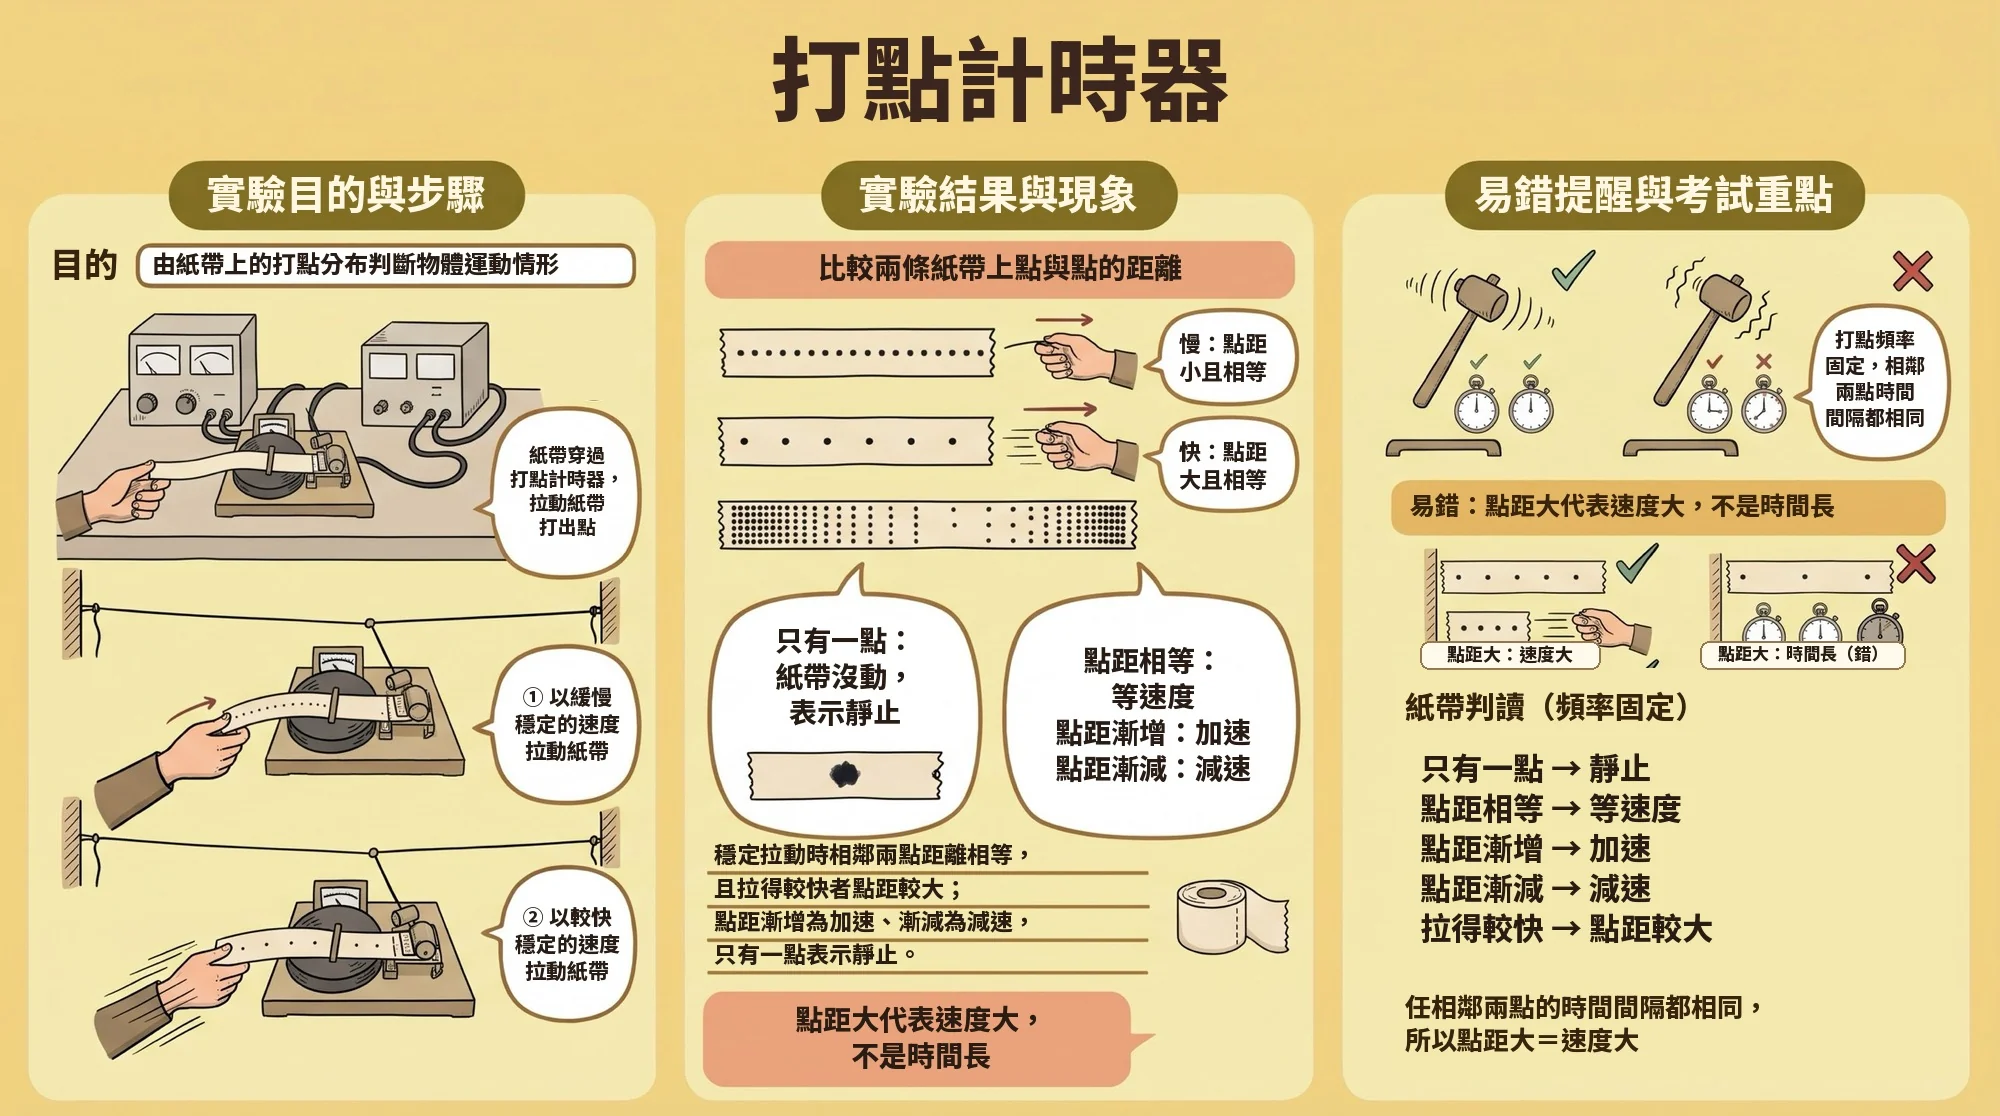 打點計時器
實驗目的與步驟
目的
由紙帶上的打點分布判斷物體運動情形
紙帶穿過
打點計時器，
拉動紙帶
打出點
① 以緩慢
穩定的速度
拉動紙帶
② 以較快
穩定的速度
拉動紙帶
實驗結果與現象
比較兩條紙帶上點與點的距離
慢：點距
小且相等
快：點距
大且相等
只有一點：
紙帶沒動，
表示靜止
點距相等：
等速度
點距漸增：加速
點距漸減：減速
穩定拉動時相鄰兩點距離相等，
且拉得較快者點距較大；
點距漸增為加速、漸減為減速，
只有一點表示靜止。
點距大代表速度大，
不是時間長
易錯提醒與考試重點
打點頻率
固定，相鄰
兩點時間
間隔都相同
易錯：點距大代表速度大，不是時間長
點距大：速度大
點距大：時間長（錯）
紙帶判讀（頻率固定）
只有一點→靜止
點距相等→等速度
點距漸增→加速
點距漸減→減速
拉得較快→點距較大
任相鄰兩點的時間間隔都相同，
所以點距大＝速度大